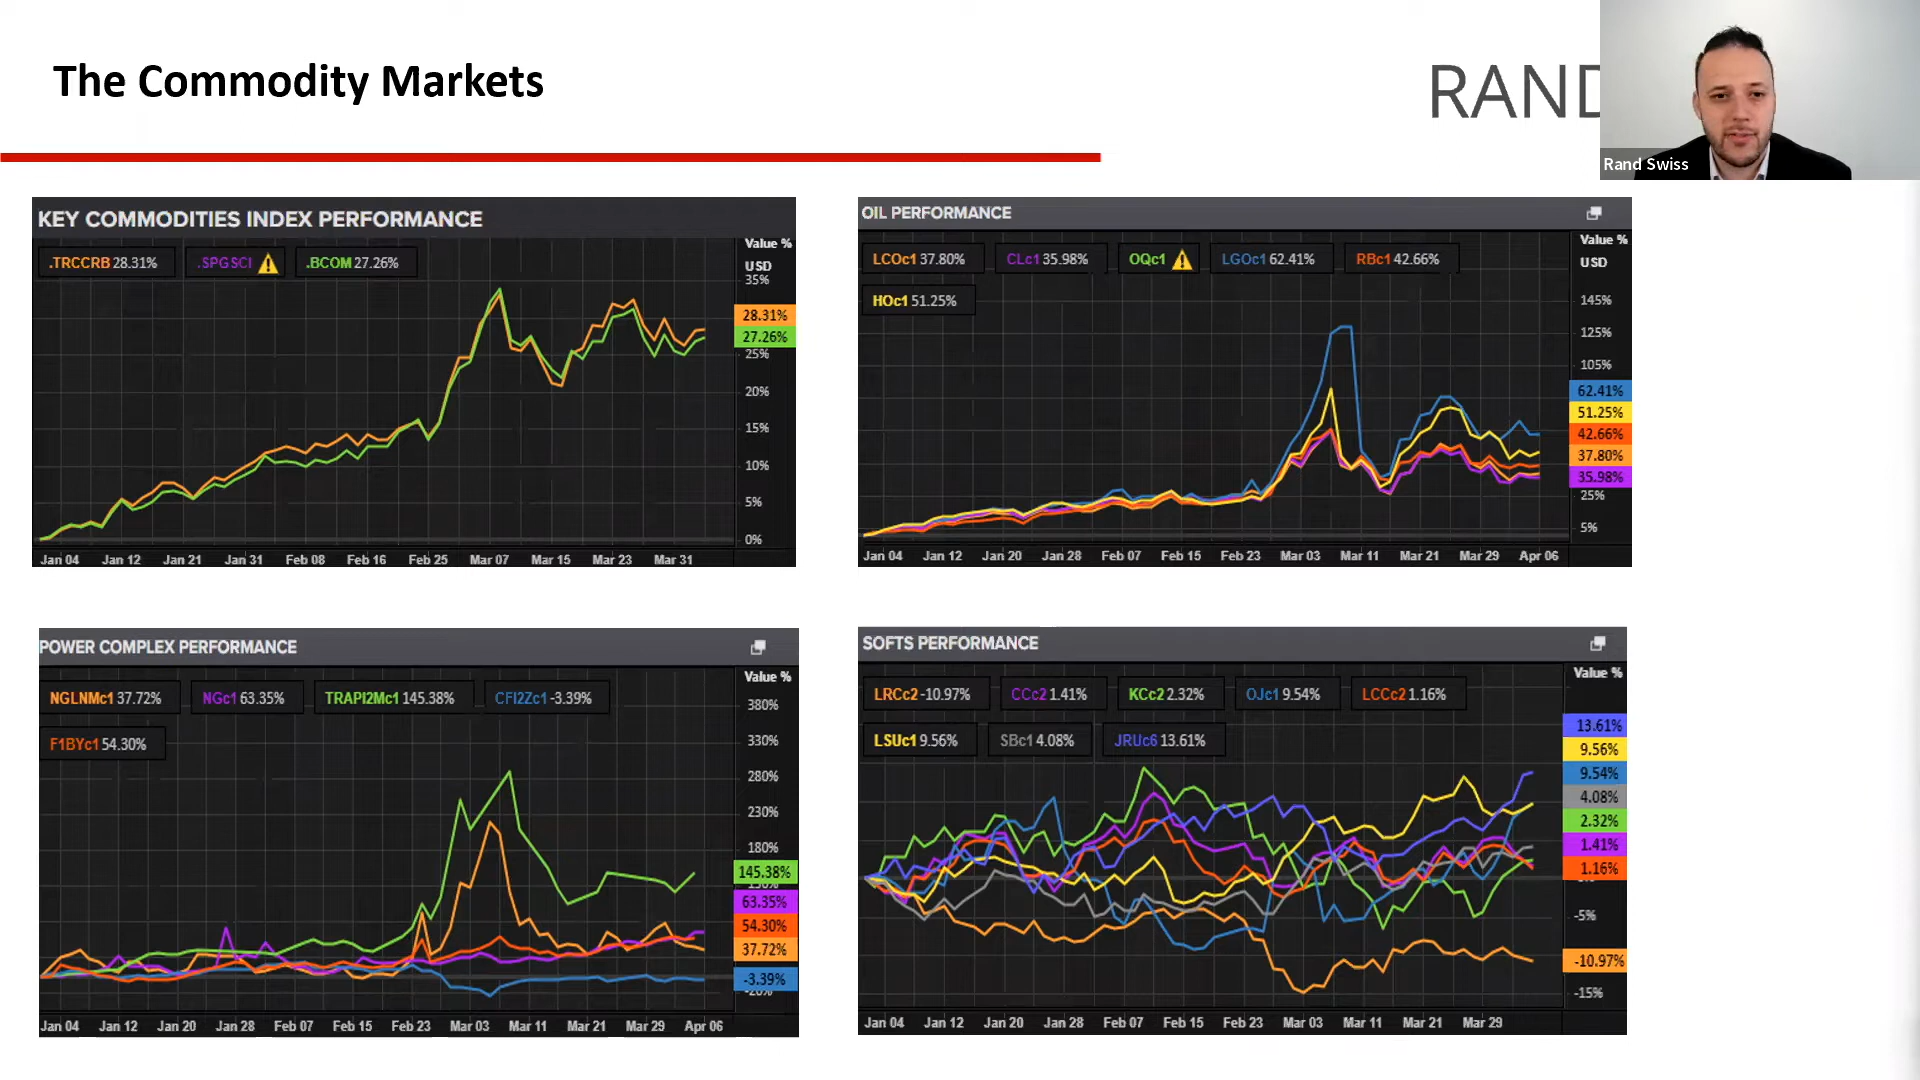 The Commodity Markets
RAND
Rand Swiss
KEY COMMODITIES INDEX PERFORMANCE
.TRCCRB 28.31% .SPGSCI .BCOM 27.26%
Value %
USD
35%
28.31%
27.26%
25%
20%
15%
10%
5%
0%
Jan 04 Jan 12 Jan 21 Jan 31 Feb 08 Feb 16 Feb 25 Mar 07 Mar 15 Mar 23 Mar 31
OIL PERFORMANCE
LCOc1 37.80% CLc1 35.98% OQc1 LGOc1 62.41% RBc1 42.66%
HOc1 51.25%
Value %
USD
145%
125%
105%
62.41%
51.25%
42.66%
37.80%
35.98%
25%
5%
Jan 04 Jan 12 Jan 20 Jan 28 Feb 07 Feb 15 Feb 23 Mar 03 Mar 11 Mar 21 Mar 29 Apr 06
POWER COMPLEX PERFORMANCE
NGLNMc1 37.72% NGc1 63.35% TRAPI2Mc1 145.38% CFI2Zc1 -3.39%
F1BYc1 54.30%
Value %
380%
330%
280%
230%
180%
145.38%
63.35%
54.30%
37.72%
-3.39%
-20%
Jan 04 Jan 12 Jan 20 Jan 28 Feb 07 Feb 15 Feb 23 Mar 03 Mar 11 Mar 21 Mar 29 Apr 06
SOFTS PERFORMANCE
LRCc2 -10.97% CCc2 1.41% KCc2 2.32% OJc1 9.54% LCCc2 1.16%
LSUc1 9.56% SBc1 4.08% JRUc6 13.61%
Value %
13.61%
9.56%
9.54%
4.08%
2.32%
1.41%
1.16%
-5%
-10.97%
-15%
Jan 04 Jan 12 Jan 20 Jan 28 Feb 07 Feb 15 Feb 23 Mar 03 Mar 11 Mar 21 Mar 29